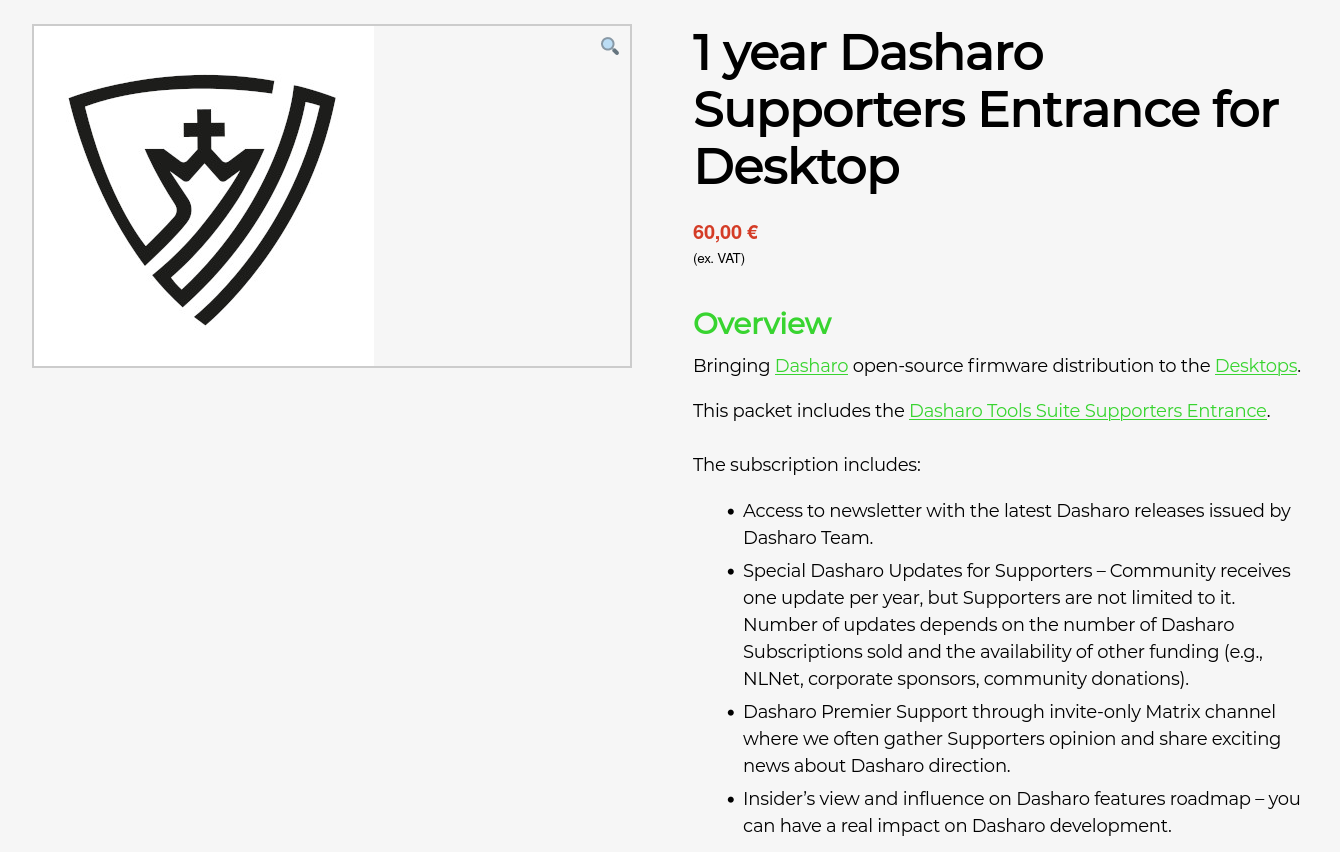 1 year Dasharo
Supporters Entrance for
Desktop
60,00 €
(ex. VAT)
Overview
Bringing Dasharo open-source firmware distribution to the Desktops.
This packet includes the Dasharo Tools Suite Supporters Entrance.
The subscription includes:
• Access to newsletter with the latest Dasharo releases issued by
Dasharo Team.
• Special Dasharo Updates for Supporters – Community receives
one update per year, but Supporters are not limited to it.
Number of updates depends on the number of Dasharo
Subscriptions sold and the availability of other funding (e.g.,
NLNet, corporate sponsors, community donations).
• Dasharo Premier Support through invite-only Matrix channel
where we often gather Supporters opinion and share exciting
news about Dasharo direction.
• Insider’s view and influence on Dasharo features roadmap – you
can have a real impact on Dasharo development.